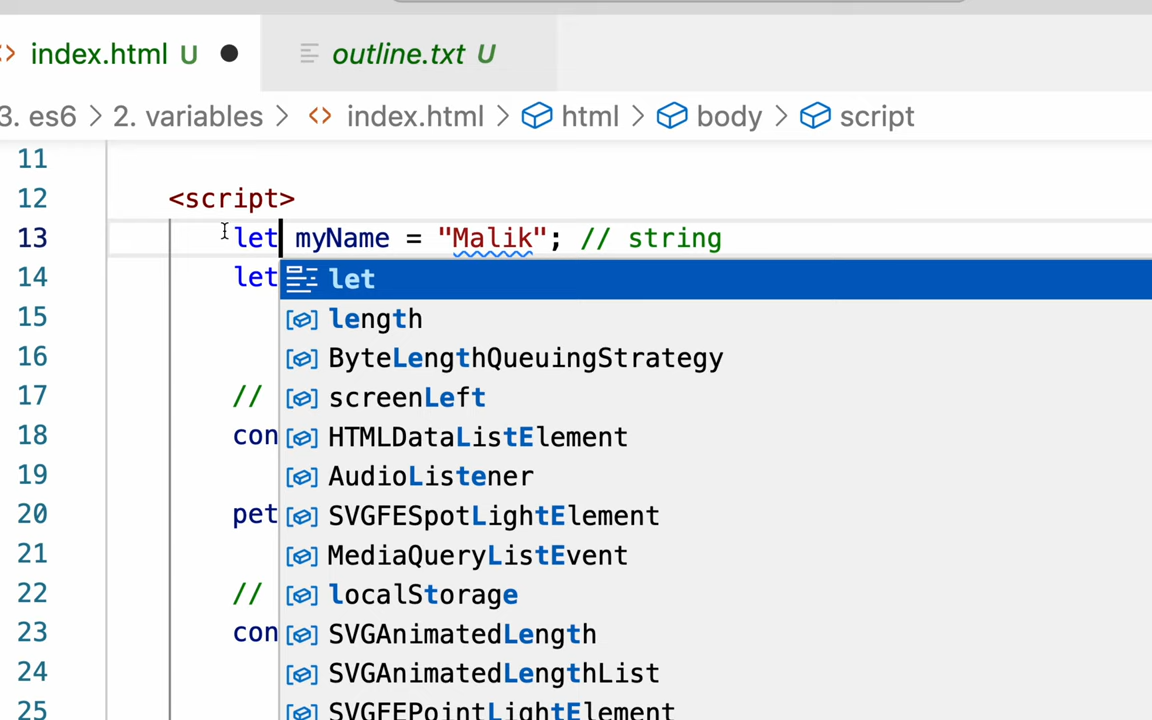 index.html U outline.txt U
3. es6 > 2. variables > index.html > html > body > script
11
12 <script>
13 let myName = "Malik"; // string
14 let
let
15 length
16 ByteLengthQueuingStrategy
17 // screenLeft
18 con HTMLDataListElement
19 AudioListener
20 pet SVGFESpotLightElement
21 MediaQueryListEvent
22 // localStorage
23 con SVGAnimatedLength
24 SVGAnimatedLengthList
25 SVGFEPointLightElement